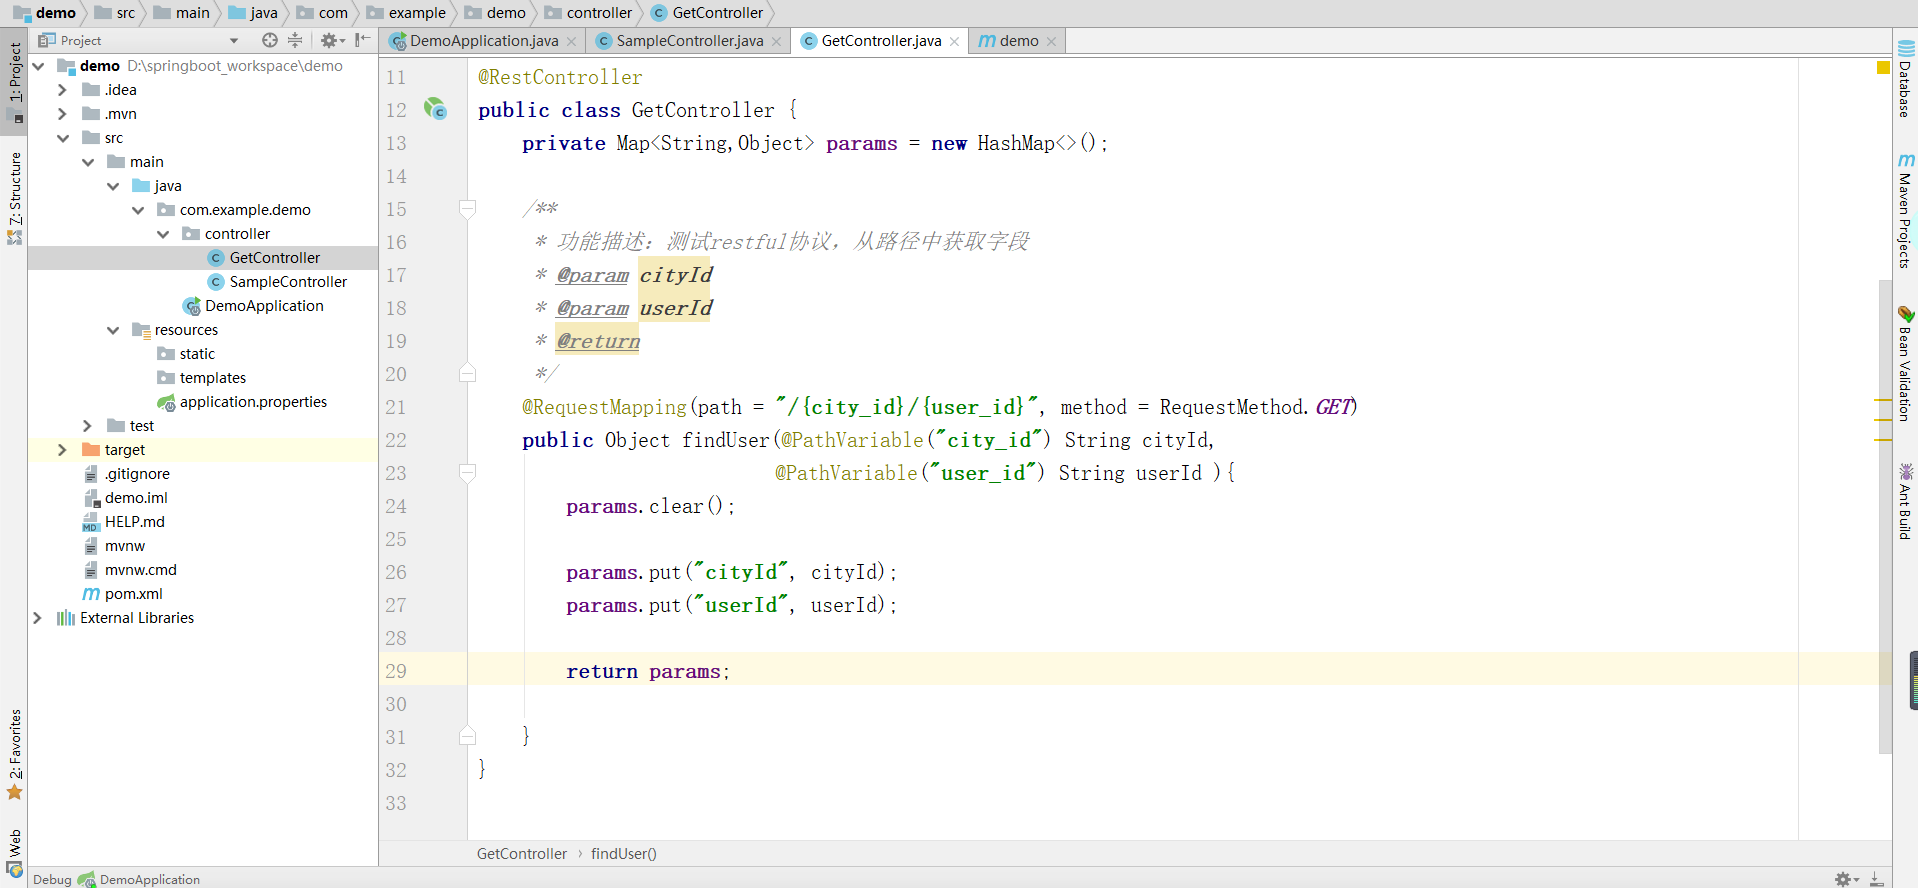 demo src main java com example demo controller GetController
Project
DemoApplication.java SampleController.java GetController.java demo
1: Project
7: Structure
2: Favorites
Web
demo D:\springboot_workspace\demo
.idea
.mvn
src
main
java
com.example.demo
controller
GetController
SampleController
DemoApplication
resources
static
templates
application.properties
test
target
.gitignore
demo.iml
HELP.md
mvnw
mvnw.cmd
pom.xml
External Libraries
11 @RestController
12 public class GetController {
13 private Map<String,Object> params = new HashMap<>();
14
15 /**
16 * 功能描述：测试restful协议，从路径中获取字段
17 * @param cityId
18 * @param userId
19 * @return
20 */
21 @RequestMapping(path = "/{city_id}/{user_id}", method = RequestMethod.GET)
22 public Object findUser(@PathVariable("city_id") String cityId,
23 @PathVariable("user_id") String userId ){
24 params.clear();
25
26 params.put("cityId", cityId);
27 params.put("userId", userId);
28
29 return params;
30
31 }
32 }
33
GetController › findUser()
Database
Maven Projects
Bean Validation
Ant Build
Debug DemoApplication